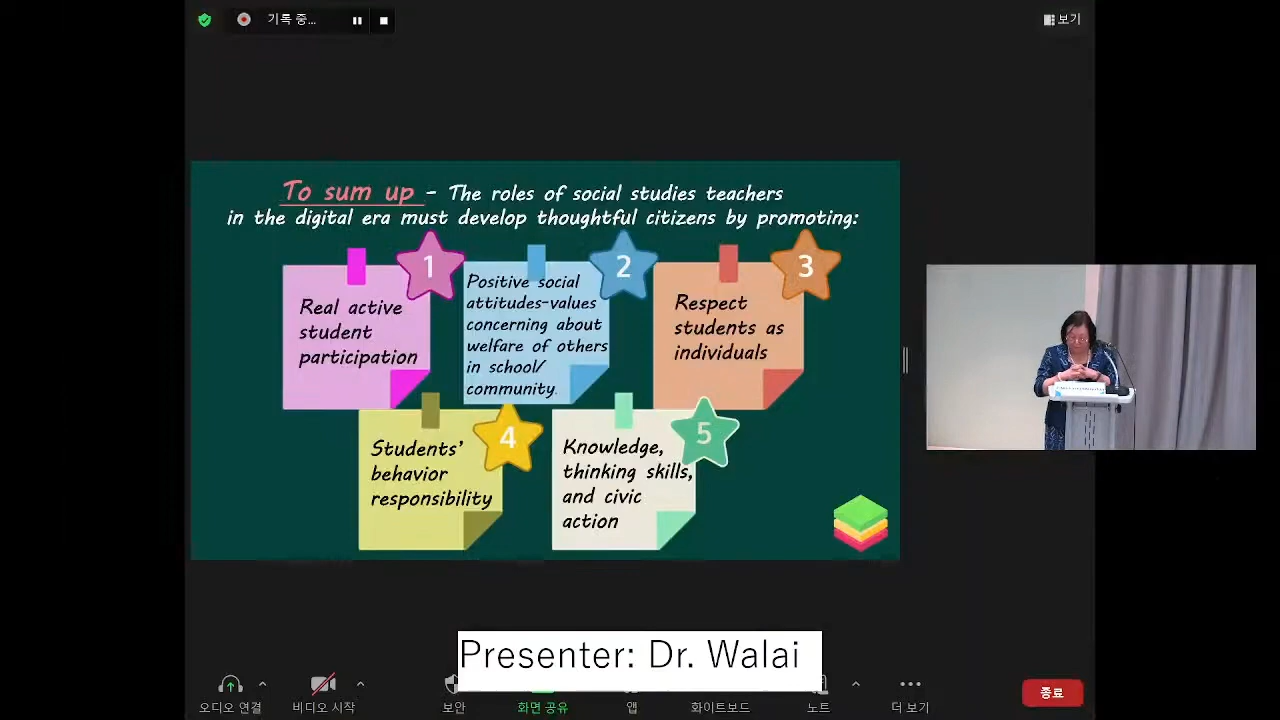 기록 중...
보기
To sum up - The roles of social studies teachers
in the digital era must develop thoughtful citizens by promoting:
1
Real active
student
participation
2
Positive social
attitudes-values
concerning about
welfare of others
in school/
community
3
Respect
students as
individuals
4
Students'
behavior
responsibility
5
Knowledge,
thinking skills,
and civic
action
Presenter: Dr. Walai
오디오 연결
비디오 시작
보안
화면 공유
앱
화이트보드
노트
더 보기
종료